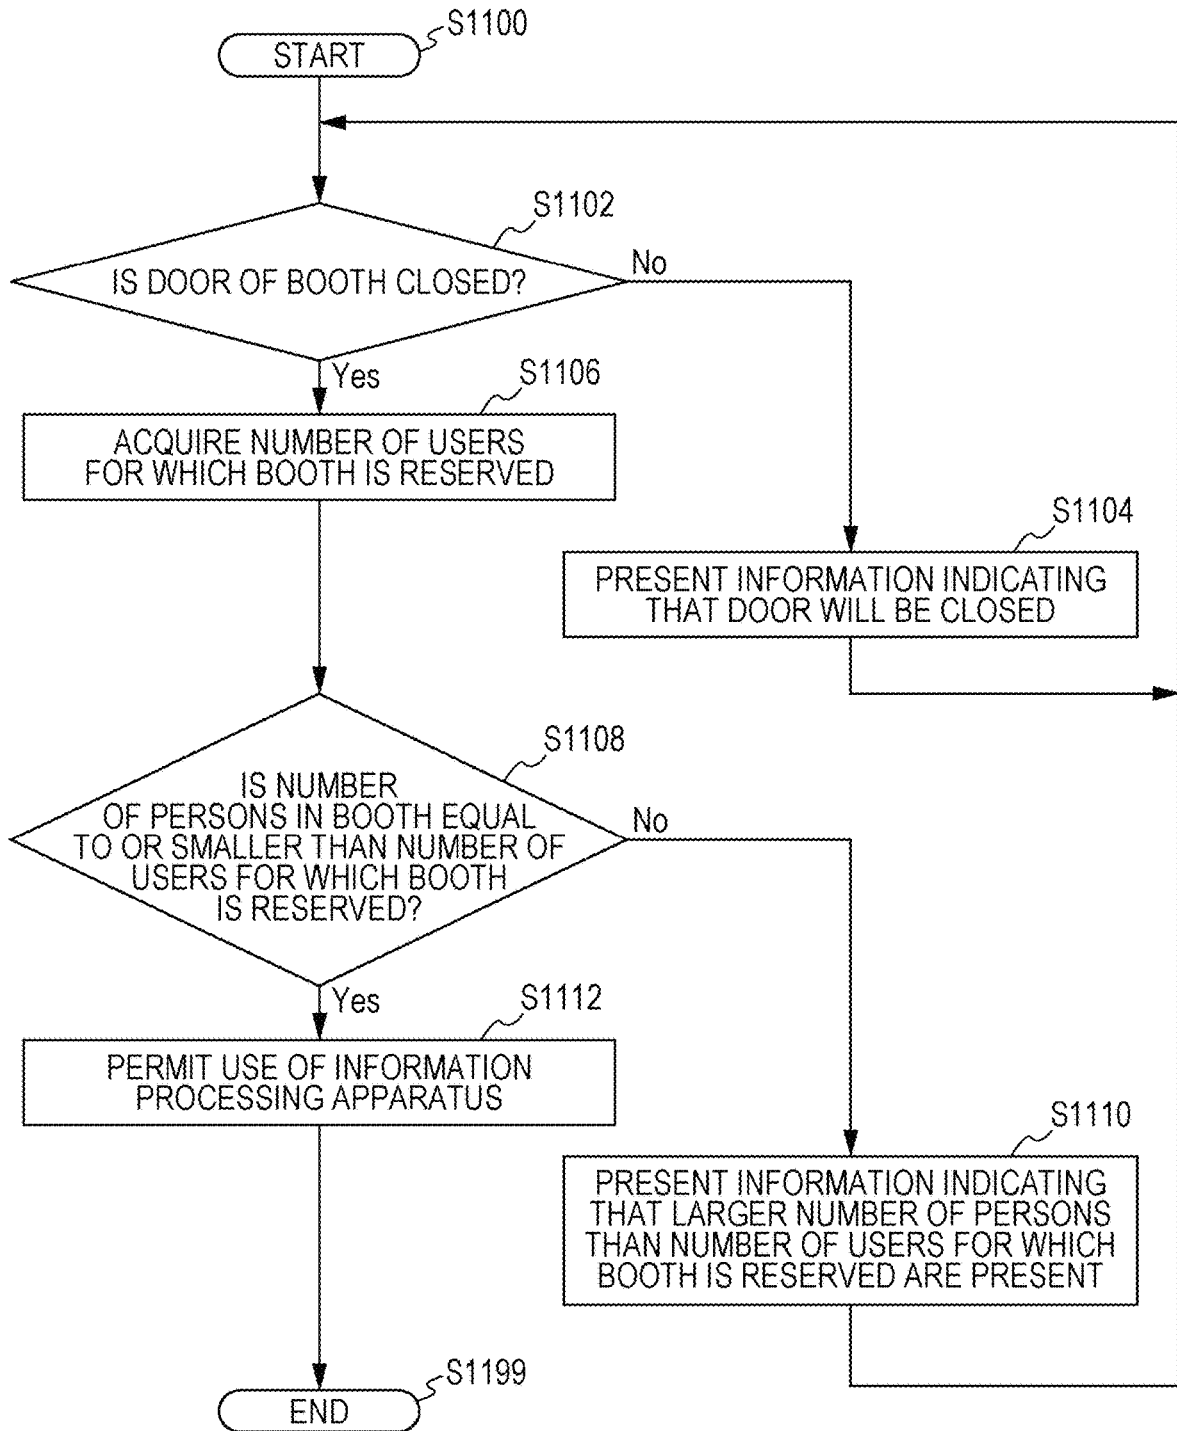 S1100
START
S1102
IS DOOR OF BOOTH CLOSED?
No
Yes
S1106
ACQUIRE NUMBER OF USERS
FOR WHICH BOOTH IS RESERVED
S1104
PRESENT INFORMATION INDICATING
THAT DOOR WILL BE CLOSED
S1108
IS NUMBER
OF PERSONS IN BOOTH EQUAL
TO OR SMALLER THAN NUMBER OF
USERS FOR WHICH BOOTH
IS RESERVED?
No
Yes
S1112
PERMIT USE OF INFORMATION
PROCESSING APPARATUS
S1110
PRESENT INFORMATION INDICATING
THAT LARGER NUMBER OF PERSONS
THAN NUMBER OF USERS FOR WHICH
BOOTH IS RESERVED ARE PRESENT
S1199
END